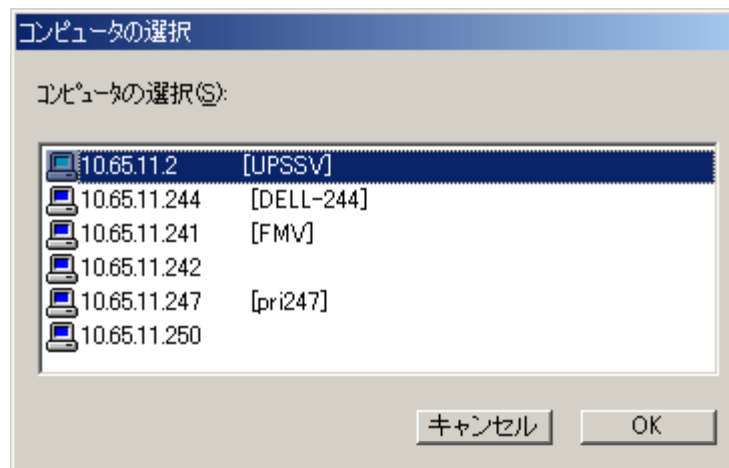 コンピュータの選択
ｺﾝﾋﾟｭｰﾀの選択(S):
10.65.11.2 [UPSSV]
10.65.11.244 [DELL-244]
10.65.11.241 [FMV]
10.65.11.242
10.65.11.247 [pri247]
10.65.11.250
キャンセル OK